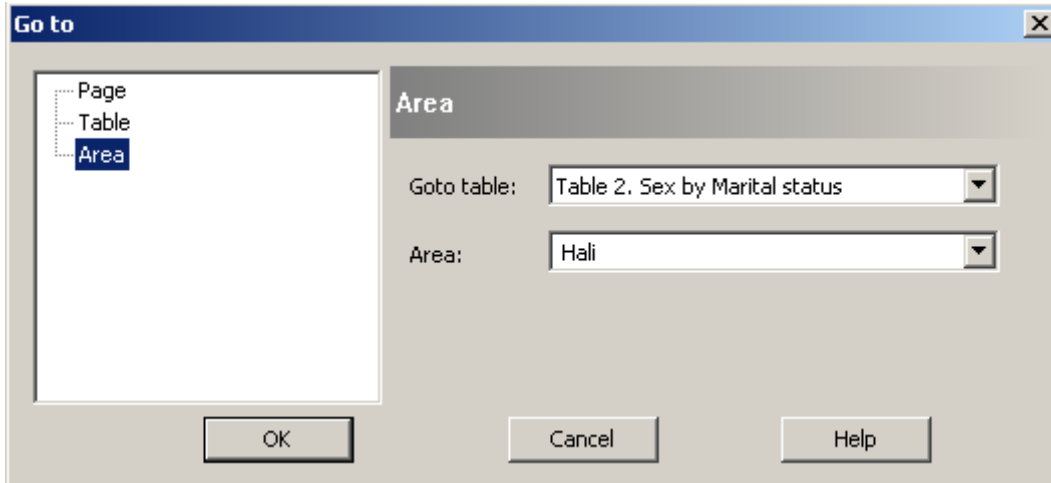 Go to
Page
Table
Area
Area
Goto table: Table 2. Sex by Marital status
Area: Hali
OK Cancel Help